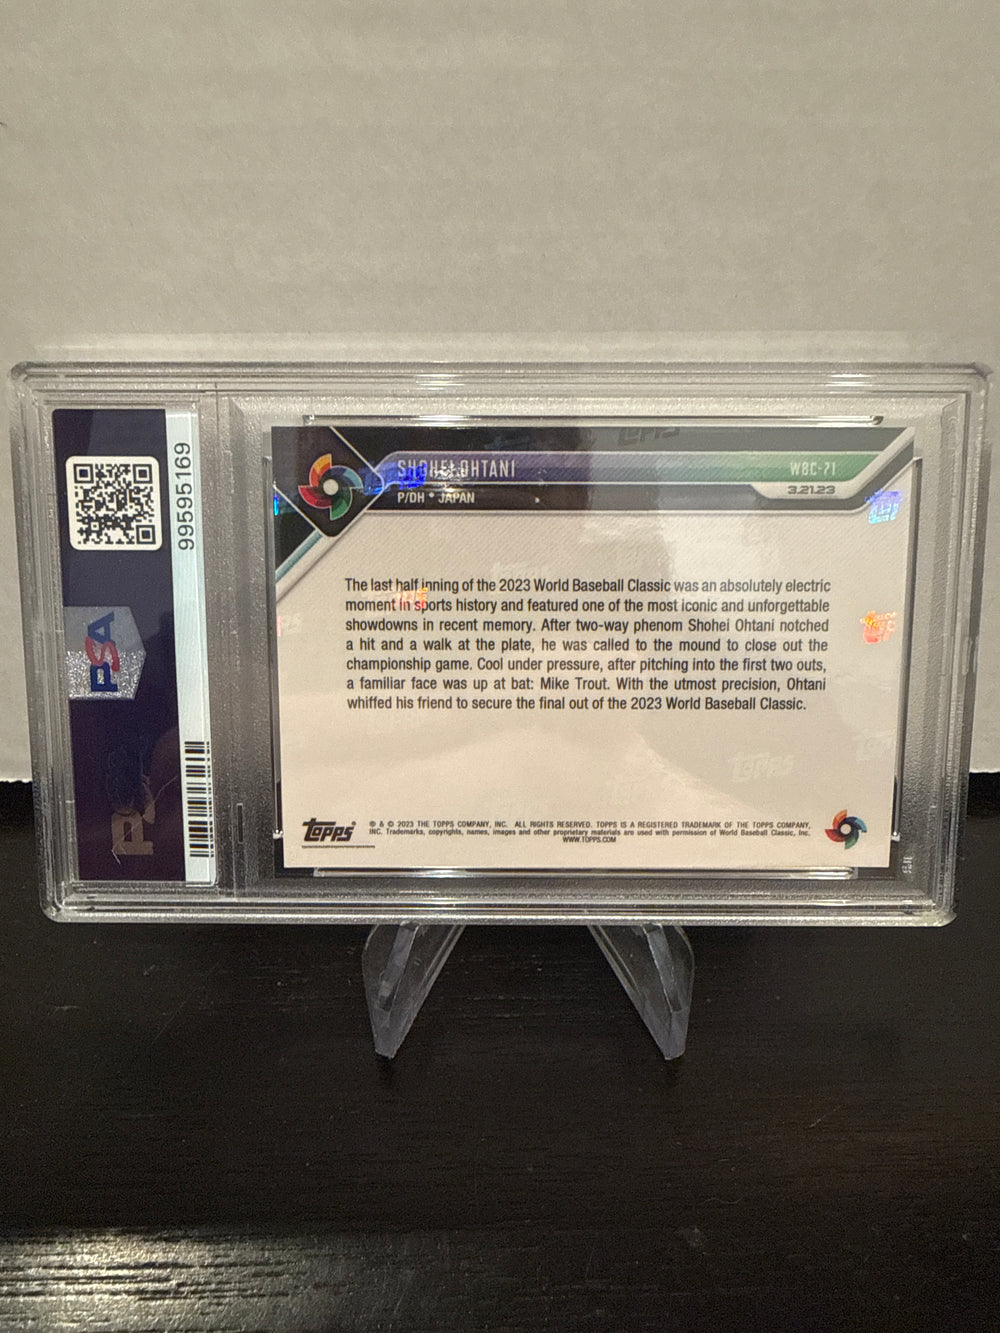 99595169
PSA
SHOHEI OHTANI
WBC-71
P/DH * JAPAN
3.21.23
The last half inning of the 2023 World Baseball Classic was an absolutely electric
moment in sports history and featured one of the most iconic and unforgettable
showdowns in recent memory. After two-way phenom Shohei Ohtani notched
a hit and a walk at the plate, he was called to the mound to close out the
championship game. Cool under pressure, after pitching into the first two outs,
a familiar face was up at bat: Mike Trout. With the utmost precision, Ohtani
whiffed his friend to secure the final out of the 2023 World Baseball Classic.
Topps
® & © 2023 THE TOPPS COMPANY, INC. ALL RIGHTS RESERVED. TOPPS IS A REGISTERED TRADEMARK OF THE TOPPS COMPANY,
INC. Trademarks, copyrights, names, images and other proprietary materials are used with permission of World Baseball Classic, Inc.
WWW.TOPPS.COM